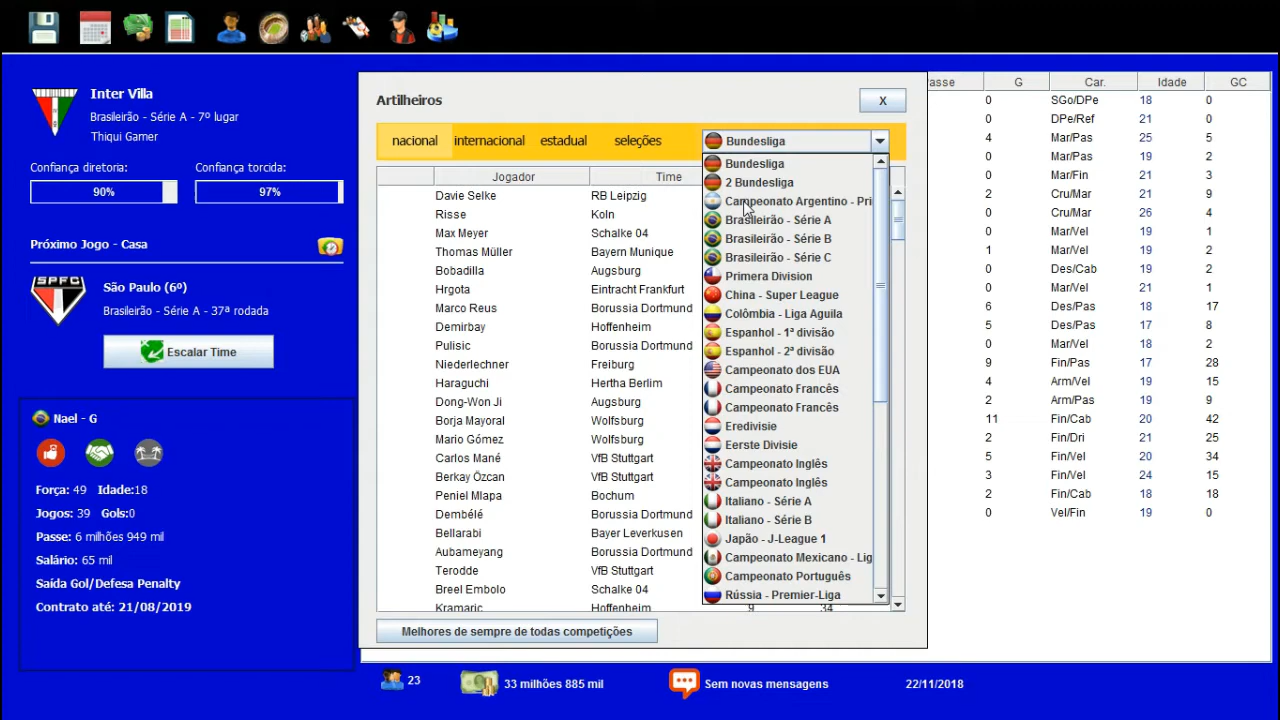 Inter Villa
Brasileirão - Série A - 7º lugar
Thiqui Gamer
Confiança diretoria: Confiança torcida:
90% 97%
Próximo Jogo - Casa
SPFC São Paulo (6º)
Brasileirão - Série A - 37ª rodada
Escalar Time
Nael - G
Força: 49 Idade:18
Jogos: 39 Gols:0
Passe: 6 milhões 949 mil
Salário: 65 mil
Saída Gol/Defesa Penalty
Contrato até: 21/08/2019
Artilheiros X
nacional internacional estadual seleções Bundesliga
Jogador Time
Davie Selke RB Leipzig
Risse Koln
Max Meyer Schalke 04
Thomas Müller Bayern Munique
Bobadilla Augsburg
Hrgota Eintracht Frankfurt
Marco Reus Borussia Dortmund
Demirbay Hoffenheim
Pulisic Borussia Dortmund
Niederlechner Freiburg
Haraguchi Hertha Berlim
Dong-Won Ji Augsburg
Borja Mayoral Wolfsburg
Mario Gómez Wolfsburg
Carlos Mané VfB Stuttgart
Berkay Özcan VfB Stuttgart
Peniel Mlapa Bochum
Dembélé Borussia Dortmund
Bellarabi Bayer Leverkusen
Aubameyang Borussia Dortmund
Terodde VfB Stuttgart
Breel Embolo Schalke 04
Kramaric Hoffenheim 9 34
Bundesliga
2 Bundesliga
Campeonato Argentino - Pri
Brasileirão - Série A
Brasileirão - Série B
Brasileirão - Série C
Primera Division
China - Super League
Colômbia - Liga Aguila
Espanhol - 1ª divisão
Espanhol - 2ª divisão
Campeonato dos EUA
Campeonato Francês
Campeonato Francês
Eredivisie
Eerste Divisie
Campeonato Inglês
Campeonato Inglês
Italiano - Série A
Italiano - Série B
Japão - J-League 1
Campeonato Mexicano - Lig
Campeonato Português
Rússia - Premier-Liga
Melhores de sempre de todas competições
asse G Car. Idade GC
0 SGo/DPe 18 0
0 DPe/Ref 21 0
4 Mar/Pas 25 5
0 Mar/Pas 19 2
0 Mar/Fin 21 3
2 Cru/Mar 21 9
0 Cru/Mar 26 4
0 Mar/Vel 19 1
1 Mar/Vel 19 2
0 Des/Cab 19 2
0 Mar/Vel 21 1
6 Des/Pas 18 17
5 Des/Pas 17 8
0 Mar/Vel 18 2
9 Fin/Pas 17 28
4 Arm/Vel 19 15
2 Arm/Pas 19 9
11 Fin/Cab 20 42
2 Fin/Dri 21 25
5 Fin/Vel 20 34
3 Fin/Vel 24 15
2 Fin/Cab 18 18
0 Vel/Fin 19 0
23 33 milhões 885 mil Sem novas mensagens 22/11/2018